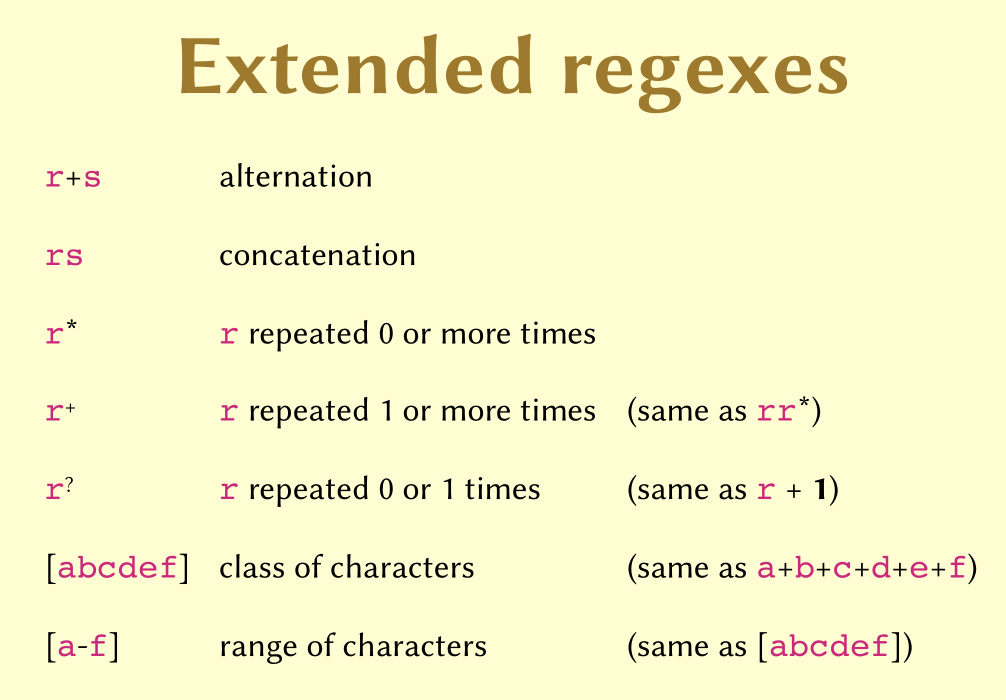 Extended regexes
r+s alternation
rs concatenation
r* r repeated 0 or more times
r⁺ r repeated 1 or more times (same as rr*)
r? r repeated 0 or 1 times (same as r + 1)
[abcdef] class of characters (same as a+b+c+d+e+f)
[a-f] range of characters (same as [abcdef])